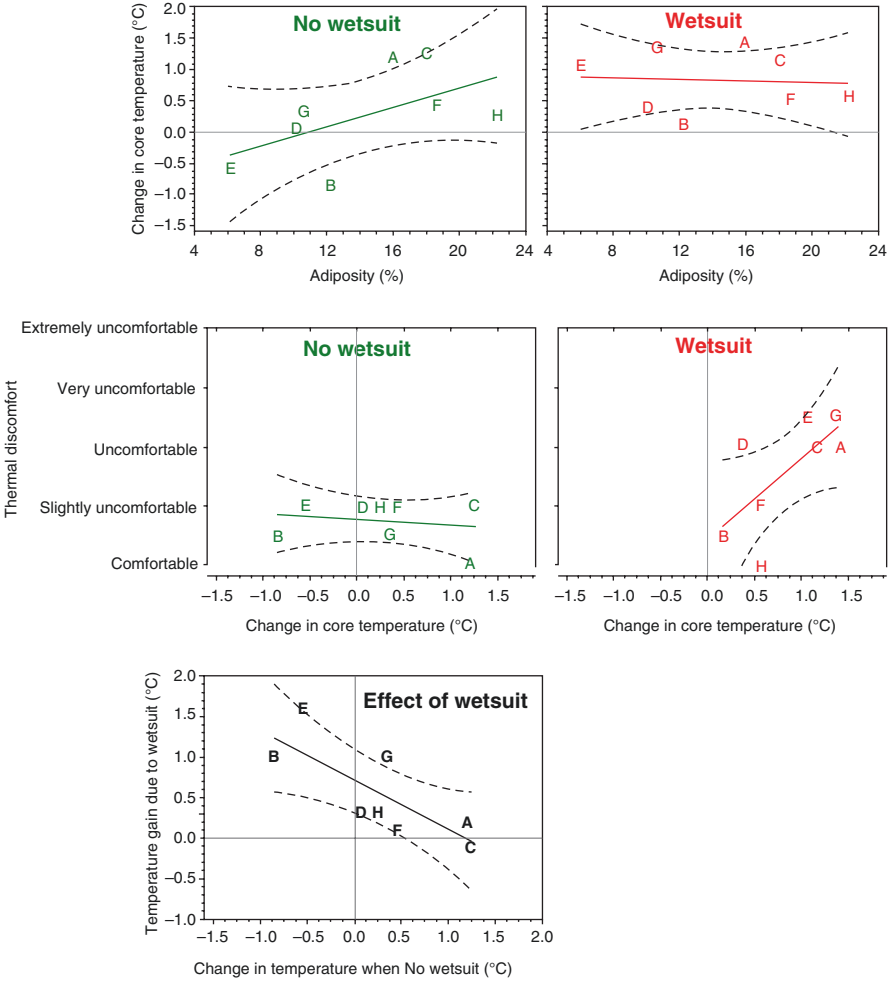 No wetsuit
Change in core temperature (°C)
2.0
1.5
1.0
0.5
0.0
–0.5
–1.0
–1.5
A
C
G
F
D
H
E
B
4
8
12
16
20
24
Adiposity (%)
Wetsuit
G
A
E
C
D
F
H
B
4
8
12
16
20
24
Adiposity (%)
Thermal discomfort
Extremely uncomfortable
Very uncomfortable
Uncomfortable
Slightly uncomfortable
Comfortable
No wetsuit
E
D
H
F
C
B
G
A
–1.5
–1.0
–0.5
0.0
0.5
1.0
1.5
Change in core temperature (°C)
Wetsuit
E
G
D
C
A
F
B
H
–1.5
–1.0
–0.5
0.0
0.5
1.0
1.5
Change in core temperature (°C)
Effect of wetsuit
Temperature gain due to wetsuit (°C)
2.0
1.5
1.0
0.5
0.0
–0.5
–1.0
E
B
G
D
H
F
A
C
–1.5
–1.0
–0.5
0.0
0.5
1.0
1.5
2.0
Change in temperature when No wetsuit (°C)